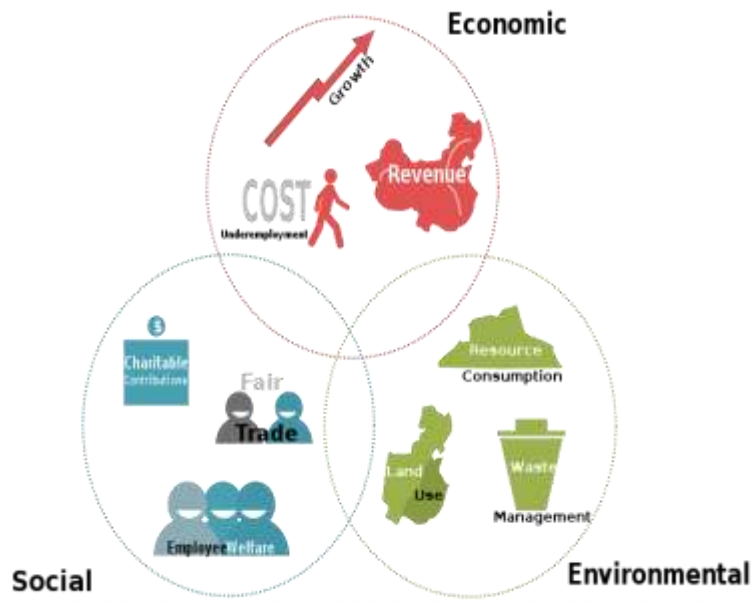 Economic
Growth
Revenue
COST
Underemployment
$
Charitable
Contributions
Fair
Trade
Employee Welfare
Resource
Consumption
Land
Use
Waste
Management
Social
Environmental